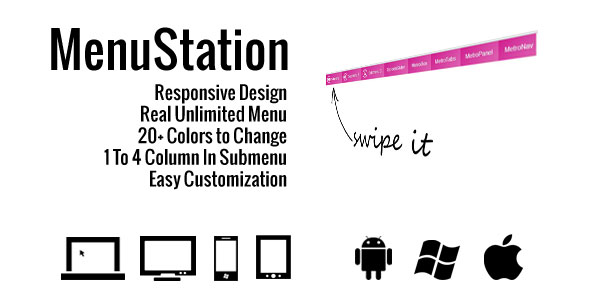 MenuStation
Responsive Design
Real Unlimited Menu
20+ Colors to Change
1 To 4 Column In Submenu
Easy Customization
MetroTabs MetroPanel MetroNavi
swipe it